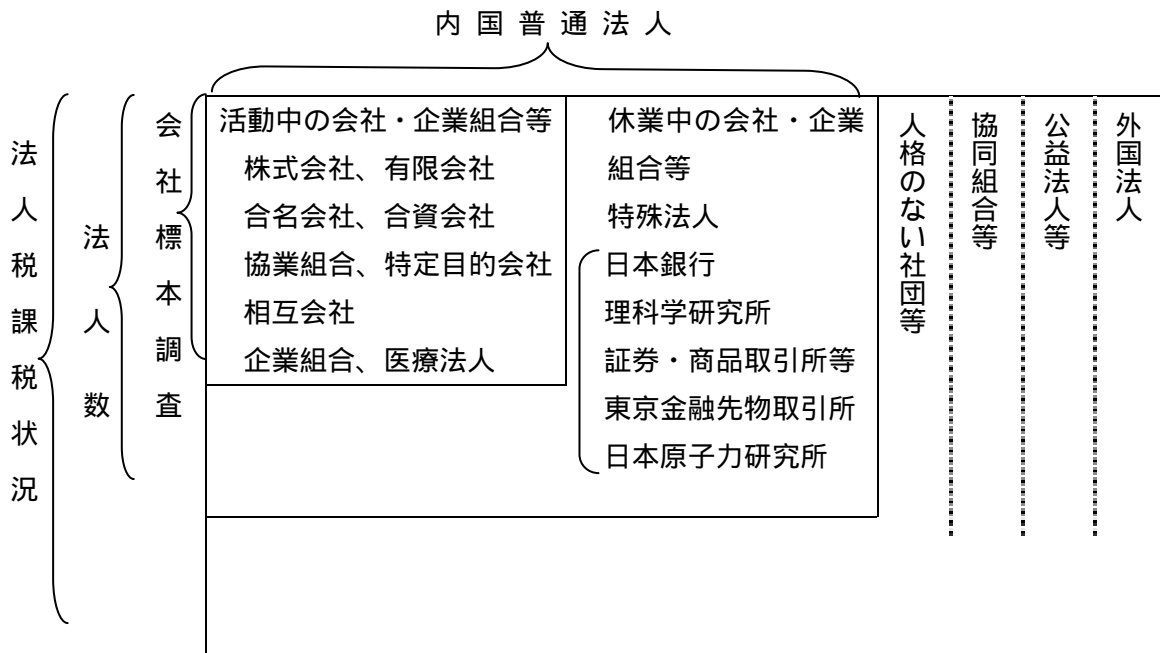 内国普通法人
法人税課税状況
法人数
会社標本調査
活動中の会社・企業組合等
株式会社、有限会社
合名会社、合資会社
協業組合、特定目的会社
相互会社
企業組合、医療法人
休業中の会社・企業
組合等
特殊法人
日本銀行
理科学研究所
証券・商品取引所等
東京金融先物取引所
日本原子力研究所
人格のない社団等
協同組合等
公益法人等
外国法人